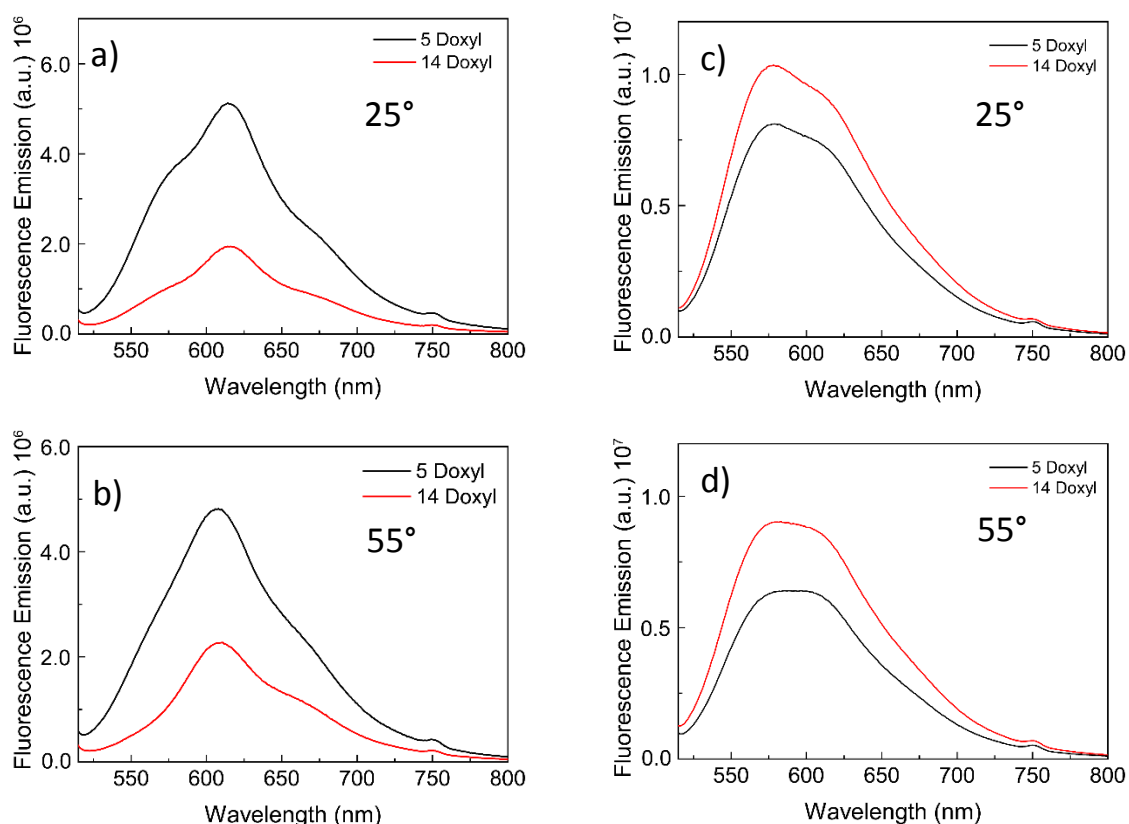 a)
5 Doxyl
14 Doxyl
25°
Fluorescence Emission (a.u.) 10⁶
6.0
4.0
2.0
0.0
550 600 650 700 750 800
Wavelength (nm)
c)
5 Doxyl
14 Doxyl
25°
Fluorescence Emission (a.u.) 10⁷
1.0
0.5
0.0
550 600 650 700 750 800
Wavelength (nm)
b)
5 Doxyl
14 Doxyl
55°
Fluorescence Emission (a.u.) 10⁶
6.0
4.0
2.0
0.0
550 600 650 700 750 800
Wavelength (nm)
d)
5 Doxyl
14 Doxyl
55°
Fluorescence Emission (a.u.) 10⁷
1.0
0.5
0.0
550 600 650 700 750 800
Wavelength (nm)